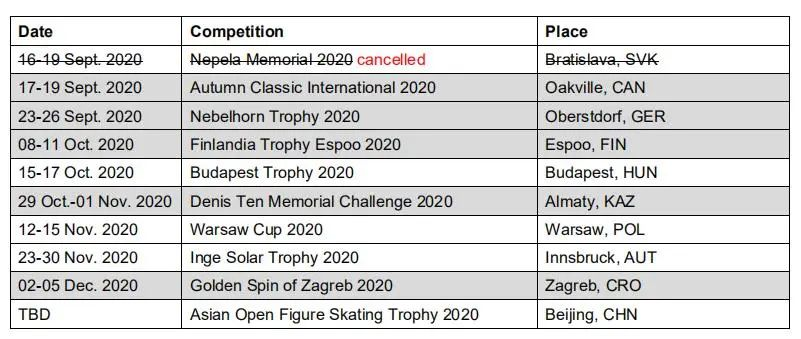 Date Competition Place
16-19 Sept. 2020 Nepela Memorial 2020 cancelled Bratislava, SVK
17-19 Sept. 2020 Autumn Classic International 2020 Oakville, CAN
23-26 Sept. 2020 Nebelhorn Trophy 2020 Oberstdorf, GER
08-11 Oct. 2020 Finlandia Trophy Espoo 2020 Espoo, FIN
15-17 Oct. 2020 Budapest Trophy 2020 Budapest, HUN
29 Oct.-01 Nov. 2020 Denis Ten Memorial Challenge 2020 Almaty, KAZ
12-15 Nov. 2020 Warsaw Cup 2020 Warsaw, POL
23-30 Nov. 2020 Inge Solar Trophy 2020 Innsbruck, AUT
02-05 Dec. 2020 Golden Spin of Zagreb 2020 Zagreb, CRO
TBD Asian Open Figure Skating Trophy 2020 Beijing, CHN